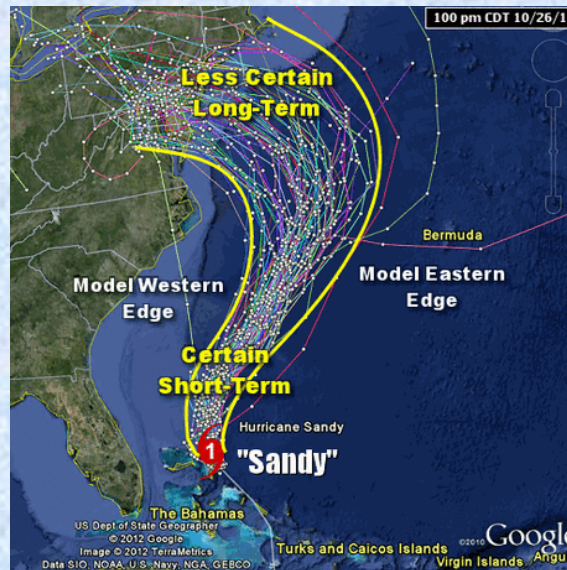 100 pm CDT 10/26/1
Less Certain
Long-Term
Bermuda
Model Western
Edge
Model Eastern
Edge
Certain
Short-Term
Hurricane Sandy
1
"Sandy"
The Bahamas
US Dept of State Geographer
© 2012 Google
Image © 2012 TerraMetrics
Data SIO, NOAA, U.S. Navy, NGA, GEBCO
Turks and Caicos Islands
©2010 Google
Virgin Islands
Angu